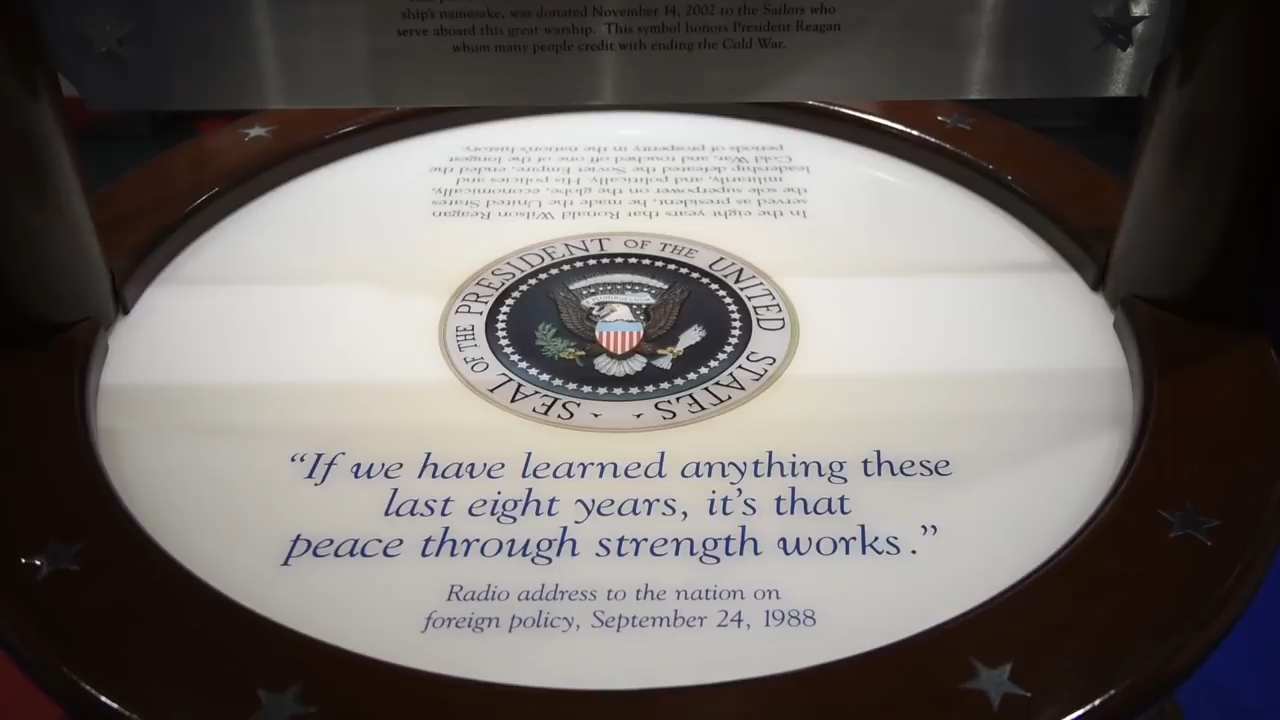 ship's namesake, was donated November 14, 2002 to the Sailors who
serve aboard this great warship. This symbol honors President Reagan
whom many people credit with ending the Cold War.
In the eight years that Ronald Wilson Reagan
served as president, he made the United States
the sole superpower on the globe, economically,
militarily, and politically. His policies and
leadership defeated the Soviet Empire, ended the
Cold War, and touched off one of the longest
periods of prosperity in the nation's history.
SEAL OF THE PRESIDENT OF THE UNITED STATES
“If we have learned anything these
last eight years, it's that
peace through strength works.”
Radio address to the nation on
foreign policy, September 24, 1988